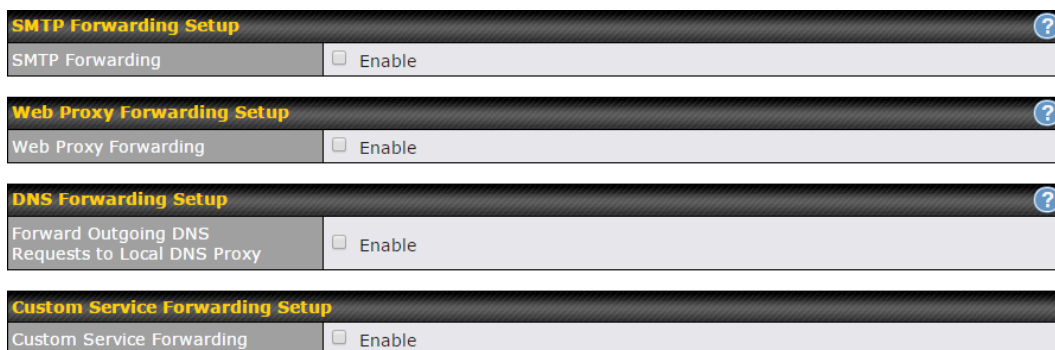 SMTP Forwarding Setup
?
SMTP Forwarding
Enable
Web Proxy Forwarding Setup
?
Web Proxy Forwarding
Enable
DNS Forwarding Setup
?
Forward Outgoing DNS
Requests to Local DNS Proxy
Enable
Custom Service Forwarding Setup
Custom Service Forwarding
Enable